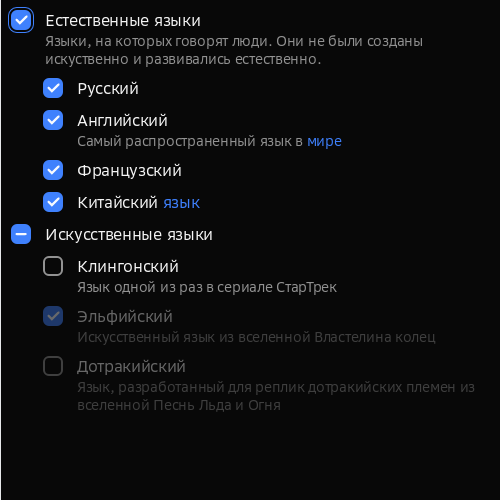 Естественные языки
Языки, на которых говорят люди. Они не были созданы
искуственно и развивались естественно.
Русский
Английский
Самый распространенный язык в мире
Французский
Китайский язык
Искусственные языки
Клингонский
Язык одной из раз в сериале СтарТрек
Эльфийский
Искусственный язык из вселенной Властелина колец
Дотракийский
Язык, разработанный для реплик дотракийских племен из
вселенной Песнь Льда и Огня